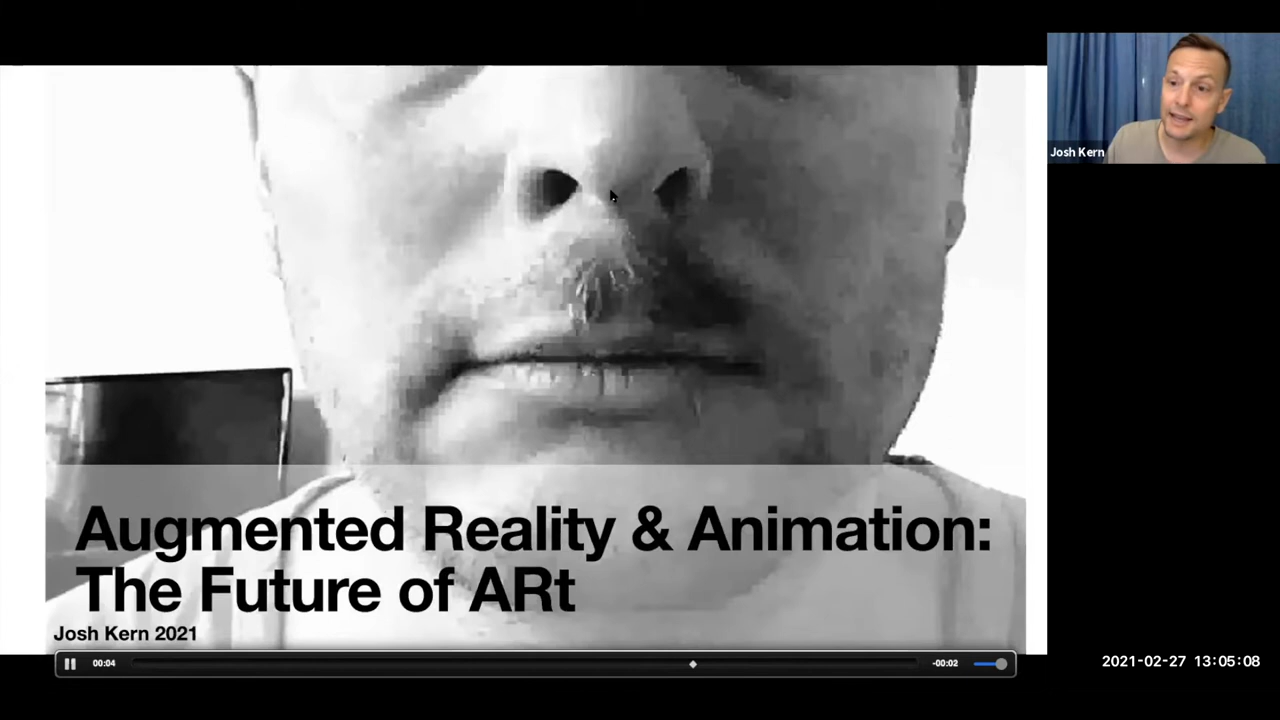 Josh Kern
Augmented Reality & Animation:
The Future of ARt
Josh Kern 2021
00:04
-00:02
2021-02-27 13:05:08